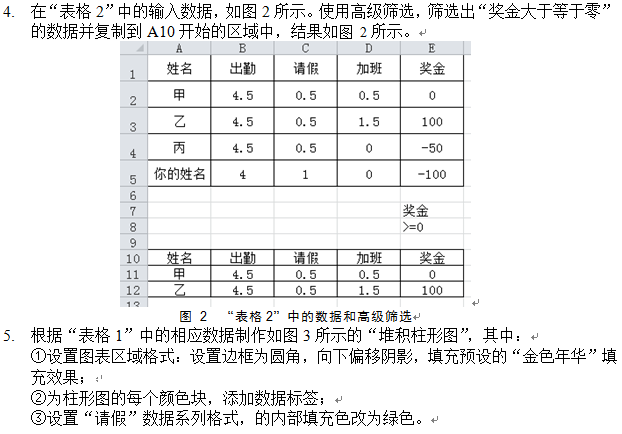 4. 在“表格 2”中的输入数据，如图 2 所示。使用高级筛选，筛选出“奖金大于等于零”
的数据并复制到 A10 开始的区域中，结果如图 2 所示。
A B C D E
1 姓名 出勤 请假 加班 奖金
2 甲 4.5 0.5 0.5 0
3 乙 4.5 0.5 1.5 100
4 丙 4.5 0.5 0 -50
5 你的姓名 4 1 0 -100
6
7 奖金
8 >=0
9
10 姓名 出勤 请假 加班 奖金
11 甲 4.5 0.5 0.5 0
12 乙 4.5 0.5 1.5 100
13
图 2 “表格 2”中的数据和高级筛选
5. 根据“表格 1”中的相应数据制作如图 3 所示的“堆积柱形图”，其中：
①设置图表区域格式：设置边框为圆角，向下偏移阴影，填充预设的“金色年华”填
充效果；
②为柱形图的每个颜色块，添加数据标签；
③设置“请假”数据系列格式，的内部填充色改为绿色。